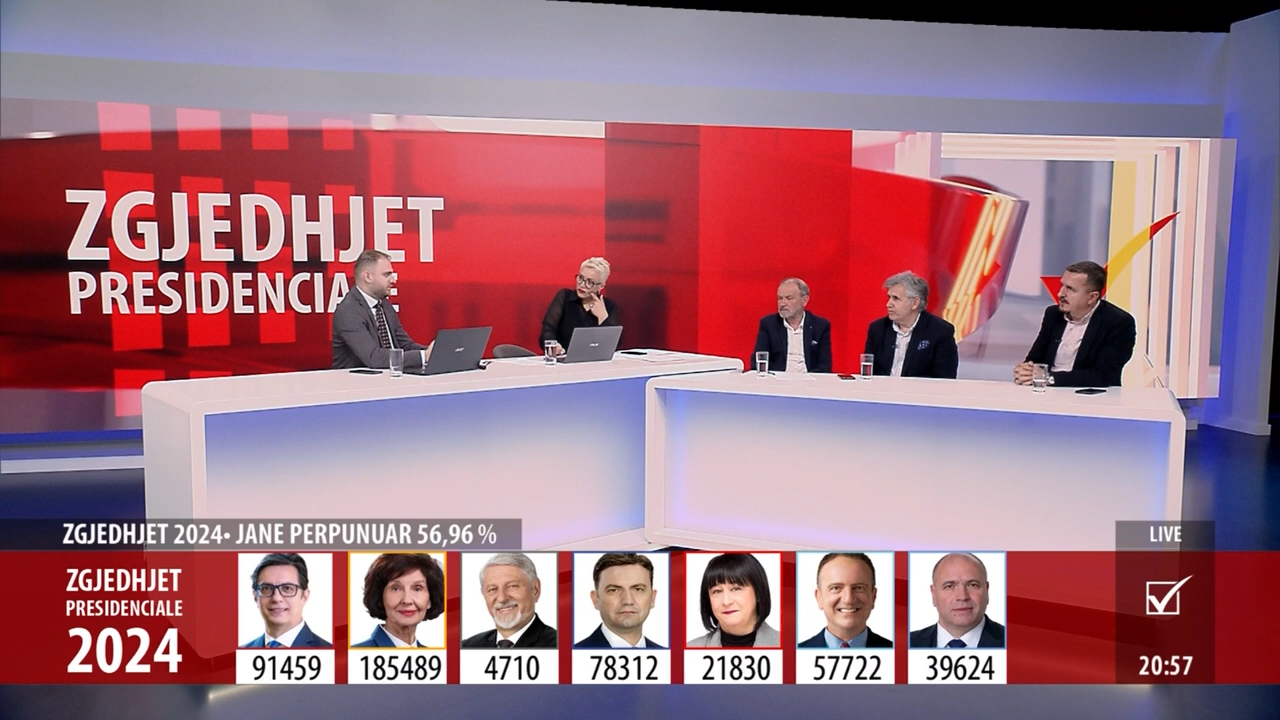 ZGJEDHJET
PRESIDENCIALE
ZGJEDHJET 2024• JANE PERPUNUAR 56,96 %
LIVE
ZGJEDHJET
PRESIDENCIALE
2024
91459
185489
4710
78312
21830
57722
39624
20:57